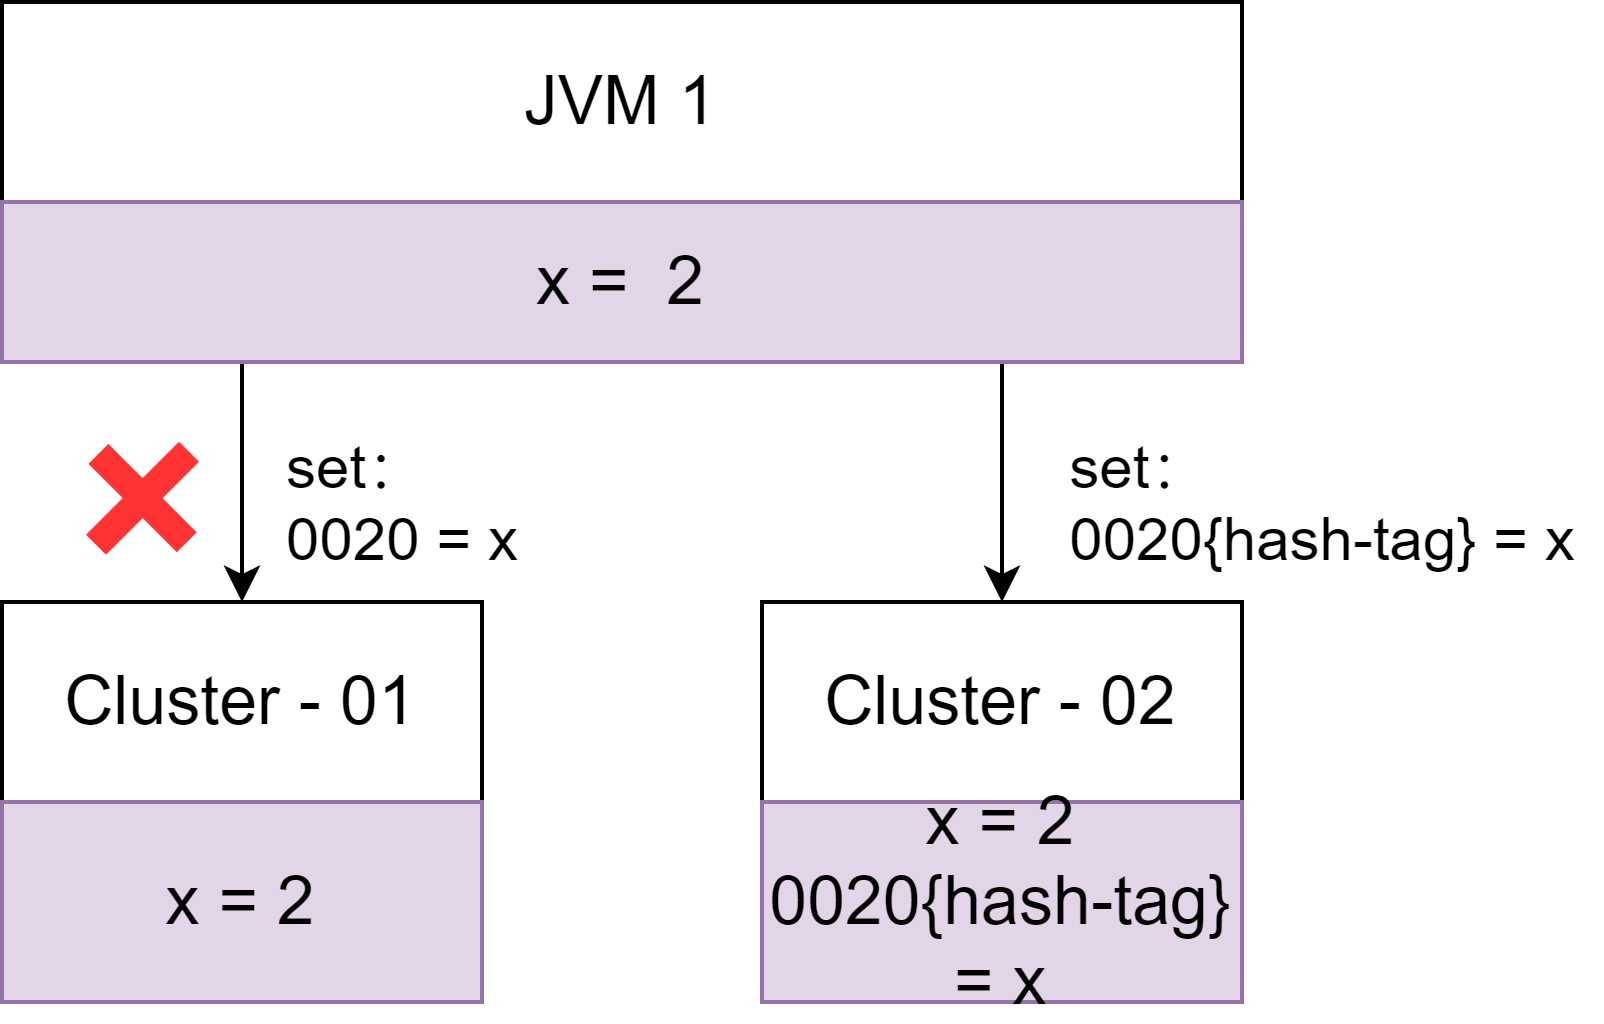 JVM 1
x =  2
set：
0020 = x
set：
0020{hash-tag} = x
Cluster - 01
x = 2
Cluster - 02
x = 2
0020{hash-tag}
= x